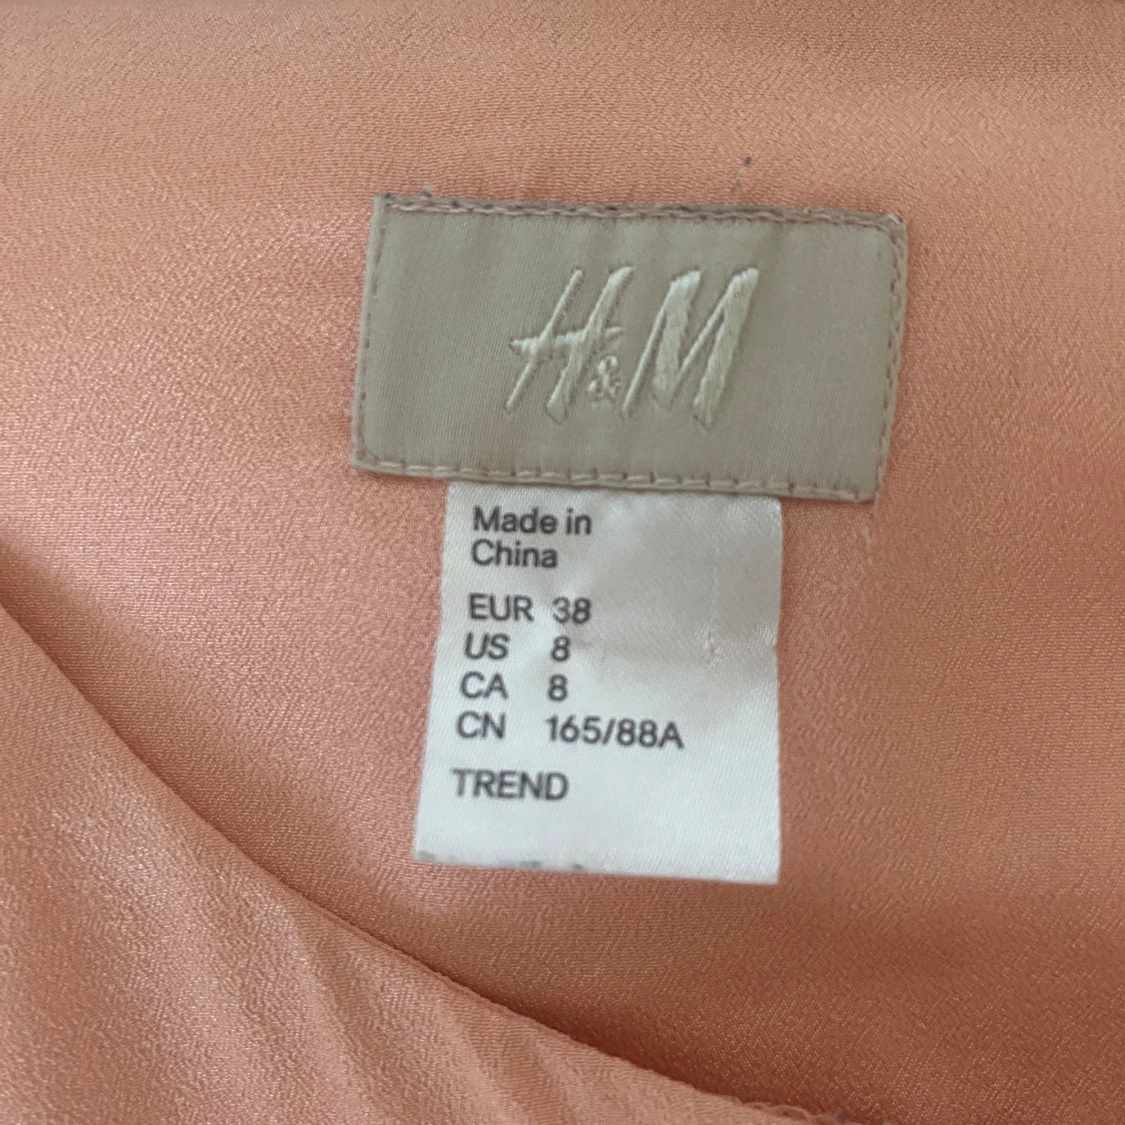 H&M
Made in
China
EUR 38
US 8
CA 8
CN 165/88A
TREND